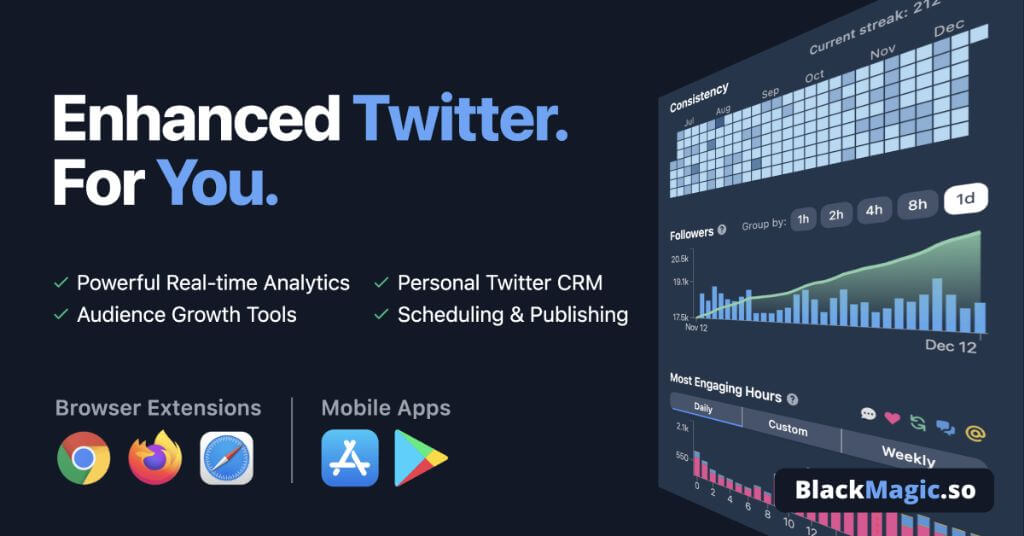 Enhanced Twitter.
For You.
Powerful Real-time Analytics
Personal Twitter CRM
Audience Growth Tools
Scheduling & Publishing
Browser Extensions
Mobile Apps
Current streak: 212
Consistency
Jul Aug Sep Oct Nov Dec
Followers ?
Group by: 1h 2h 4h 8h 1d
20.5k
19.1k
17.5k
Nov 12
Dec 12
Most Engaging Hours ?
Daily Custom Weekly
2.1k
550
0 2 4 6 8 10 12
BlackMagic.so